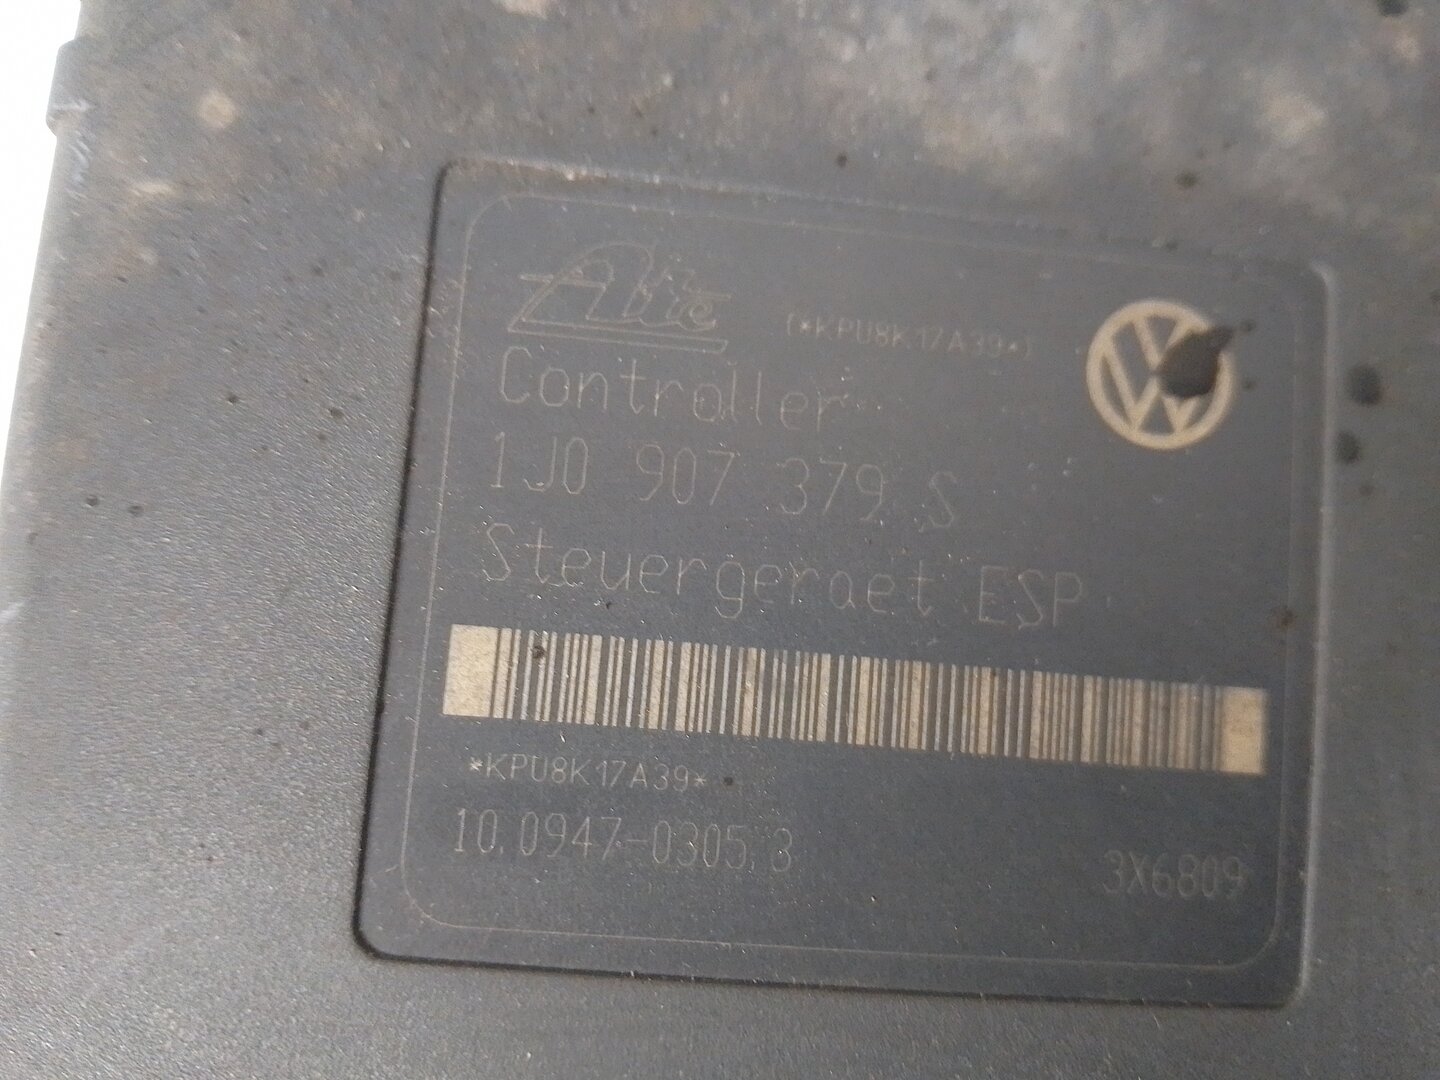 Ate (*KPU8K17A39*)
Controller
1J0 907 379 S
Steuergeraet ESP
*KPU8K17A39*
10.0947-0305.3 3X6809